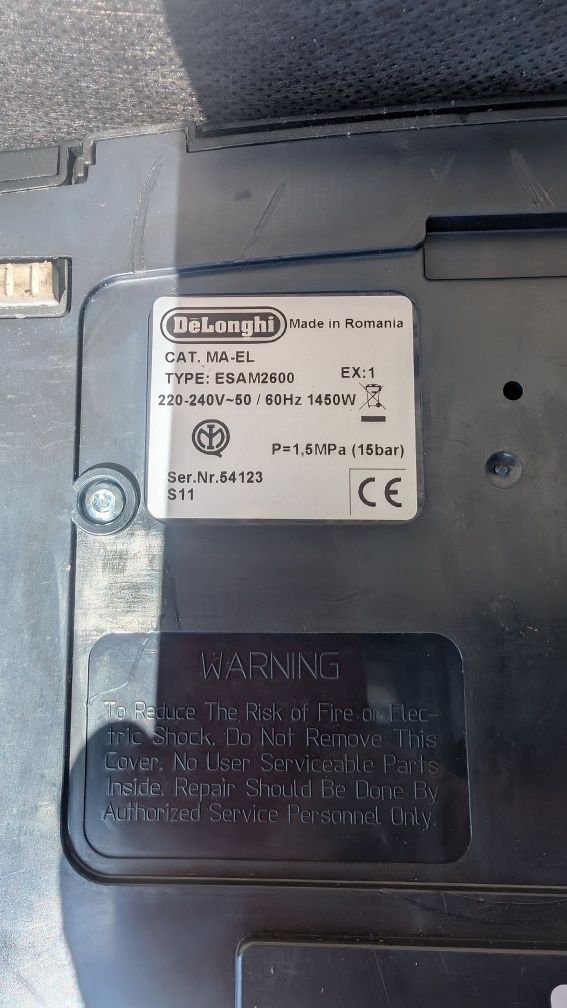 DeLonghi Made in Romania
CAT. MA-EL
TYPE: ESAM2600 EX:1
220-240V~50 / 60Hz 1450W
P=1,5MPa (15bar)
Ser.Nr.54123
S11
CE
WARNING
To Reduce The Risk of Fire or Elec-
tric Shock. Do Not Remove This
Cover. No User Serviceable Parts
Inside. Repair Should Be Done By
Authorized Service Personnel Only.